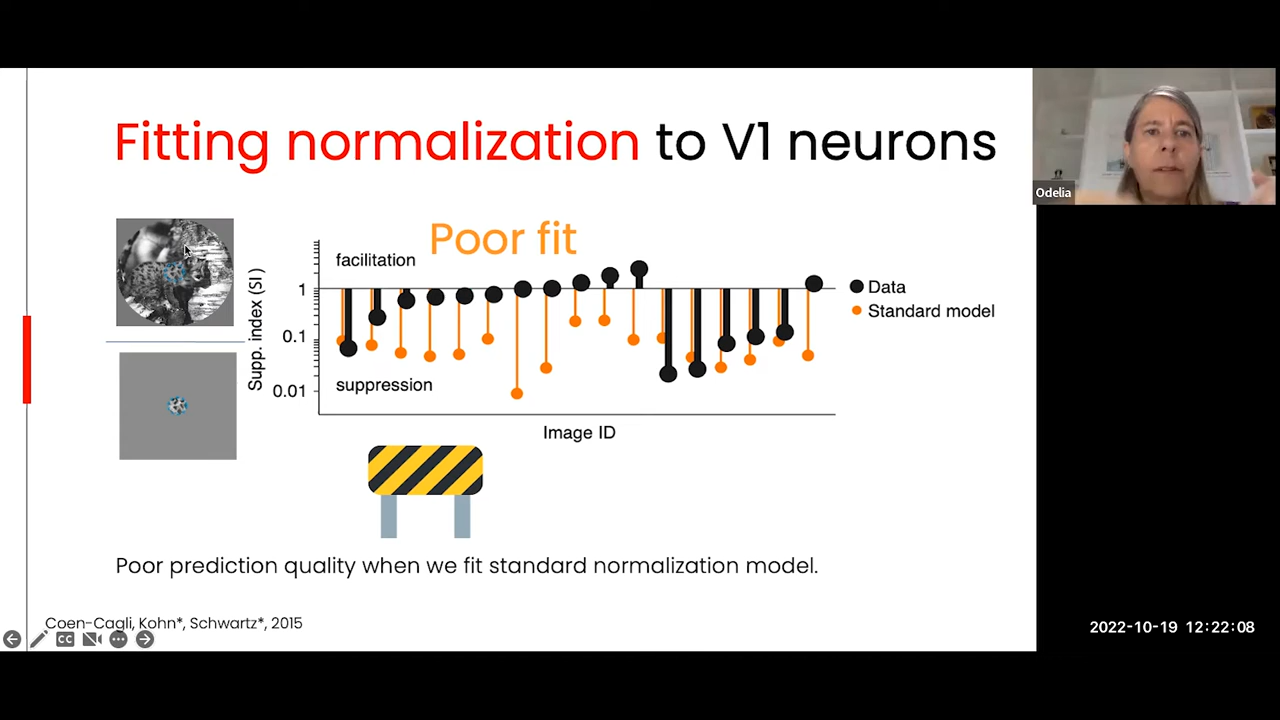 Fitting normalization to V1 neurons
Odelia
Poor fit
facilitation
1
0.1
0.01
Supp. index (SI)
suppression
Image ID
Data
Standard model
Poor prediction quality when we fit standard normalization model.
Coen-Cagli, Kohn*, Schwartz*, 2015
CC
2022-10-19 12:22:08